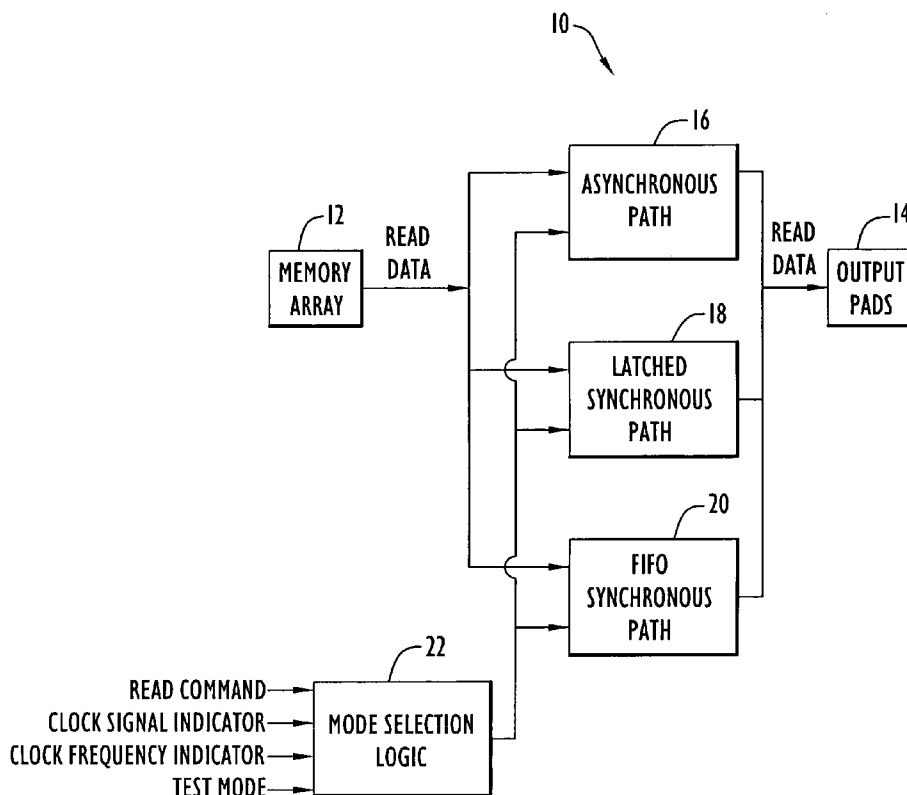 10
16
ASYNCHRONOUS
PATH
12
READ
DATA
MEMORY
ARRAY
READ
DATA
14
OUTPUT
PADS
18
LATCHED
SYNCHRONOUS
PATH
20
FIFO
SYNCHRONOUS
PATH
22
READ COMMAND
CLOCK SIGNAL INDICATOR
CLOCK FREQUENCY INDICATOR
TEST MODE
MODE SELECTION
LOGIC